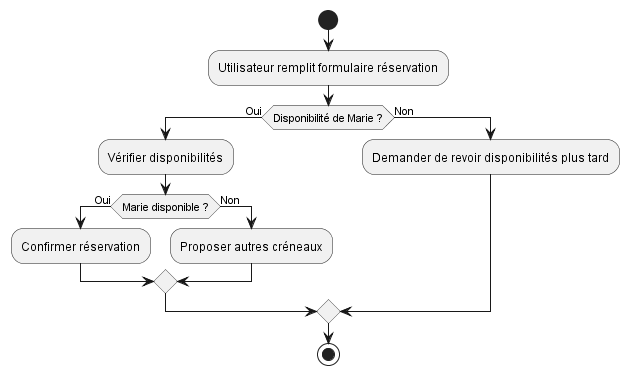 Utilisateur remplit formulaire réservation
Oui
Disponibilité de Marie ?
Non
Vérifier disponibilités
Demander de revoir disponibilités plus tard
Oui
Marie disponible ?
Non
Confirmer réservation
Proposer autres créneaux